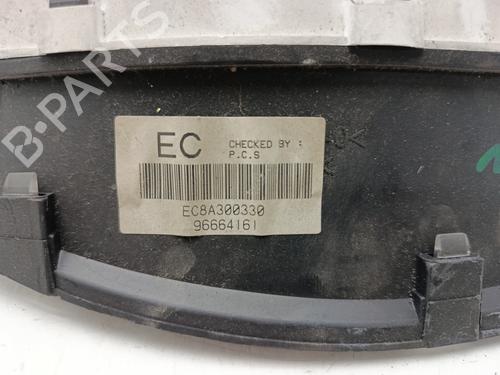 B-PARTS
EC
CHECKED BY :
P.C.S
EC8A300330
96664161